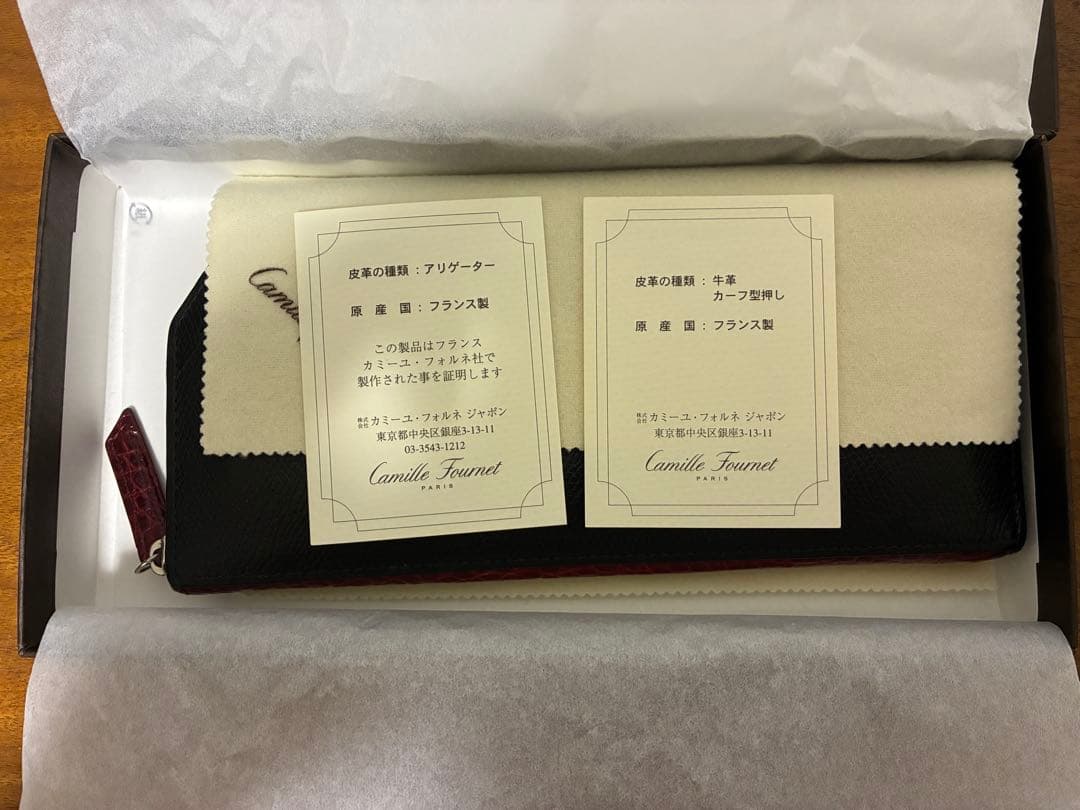 Camille
皮革の種類 : アリゲーター
原 産 国 : フランス製
この製品はフランス
カミーユ・フォルネ社で
製作された事を証明します
株式会社 カミーユ・フォルネ ジャポン
東京都中央区銀座3-13-11
03-3543-1212
Camille Fournet
PARIS
皮革の種類 : 牛革
カーフ型押し
原 産 国 : フランス製
株式会社 カミーユ・フォルネ ジャポン
東京都中央区銀座3-13-11
Camille Fournet
PARIS